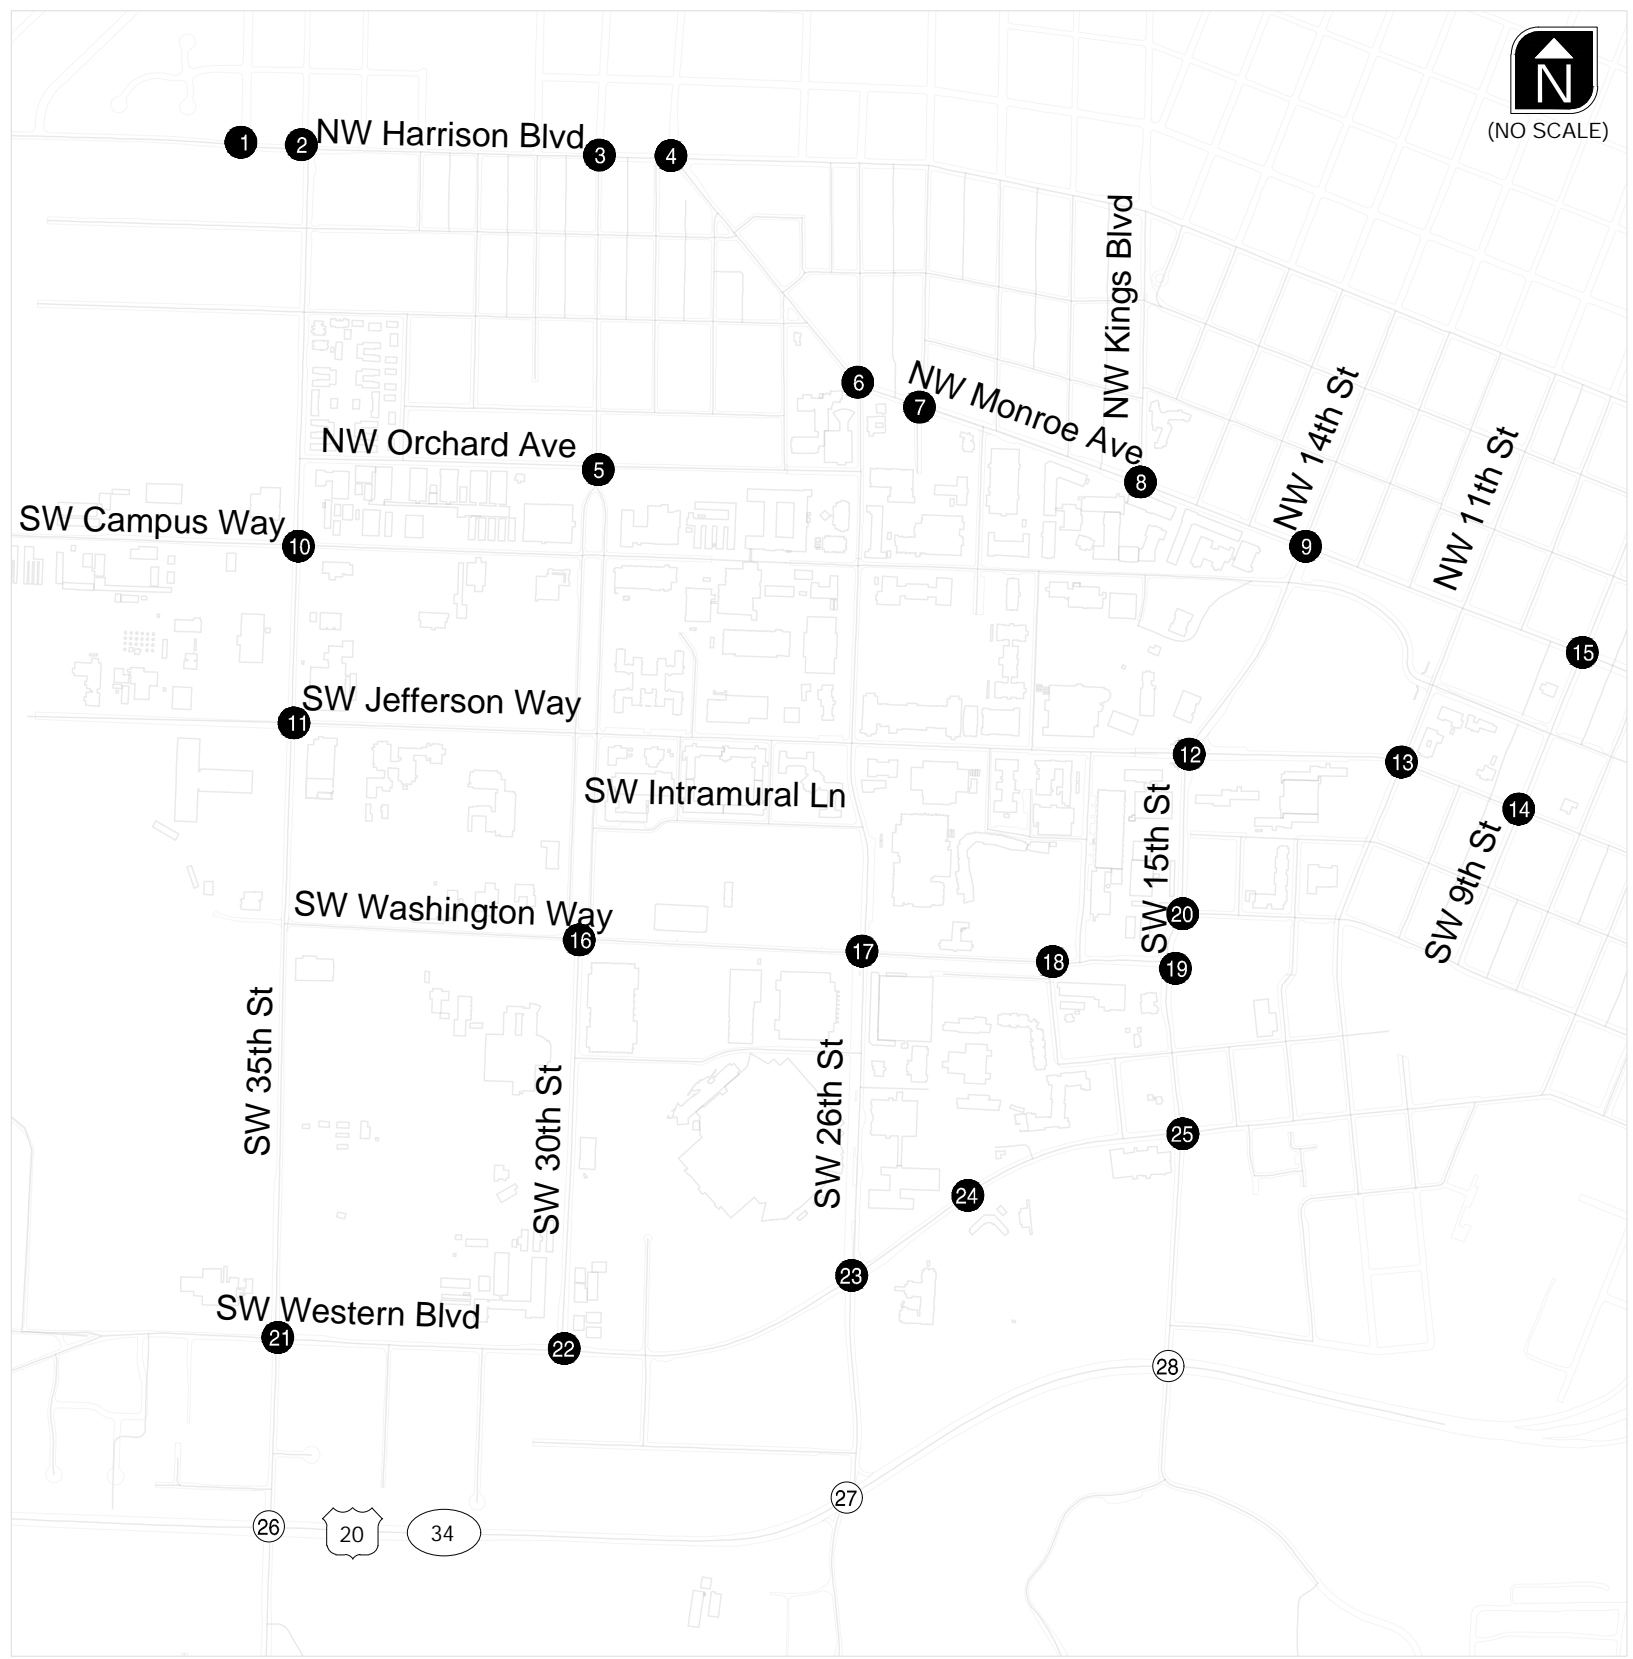 N
(NO SCALE)
1
2
NW Harrison Blvd
3
4
NW Kings Blvd
6
7
NW Monroe Ave
NW 14th St
NW 11th St
NW Orchard Ave
5
8
SW Campus Way
10
9
15
SW Jefferson Way
11
12
13
SW Intramural Ln
SW 15th St
14
SW 9th St
SW Washington Way
16
17
18
20
19
SW 35th St
SW 30th St
SW 26th St
25
24
23
SW Western Blvd
21
22
28
27
26
20
34